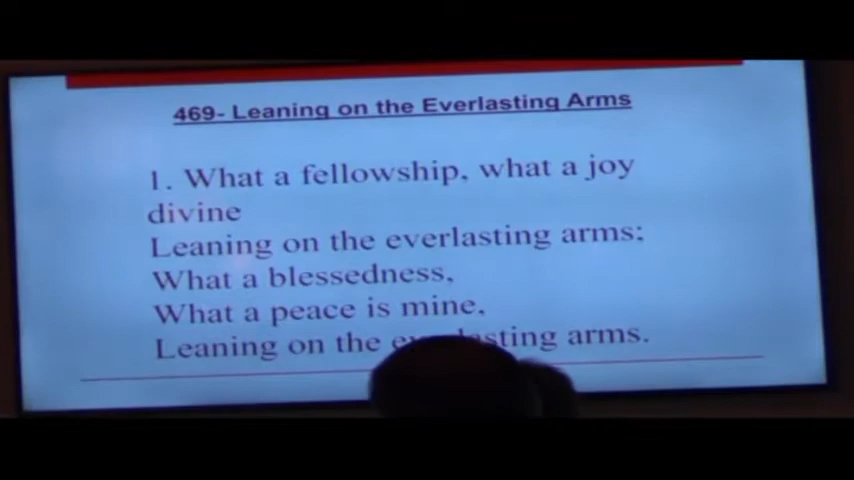 469- Leaning on the Everlasting Arms
1. What a fellowship, what a joy
divine
Leaning on the everlasting arms;
What a blessedness,
What a peace is mine,
Leaning on the everlasting arms.